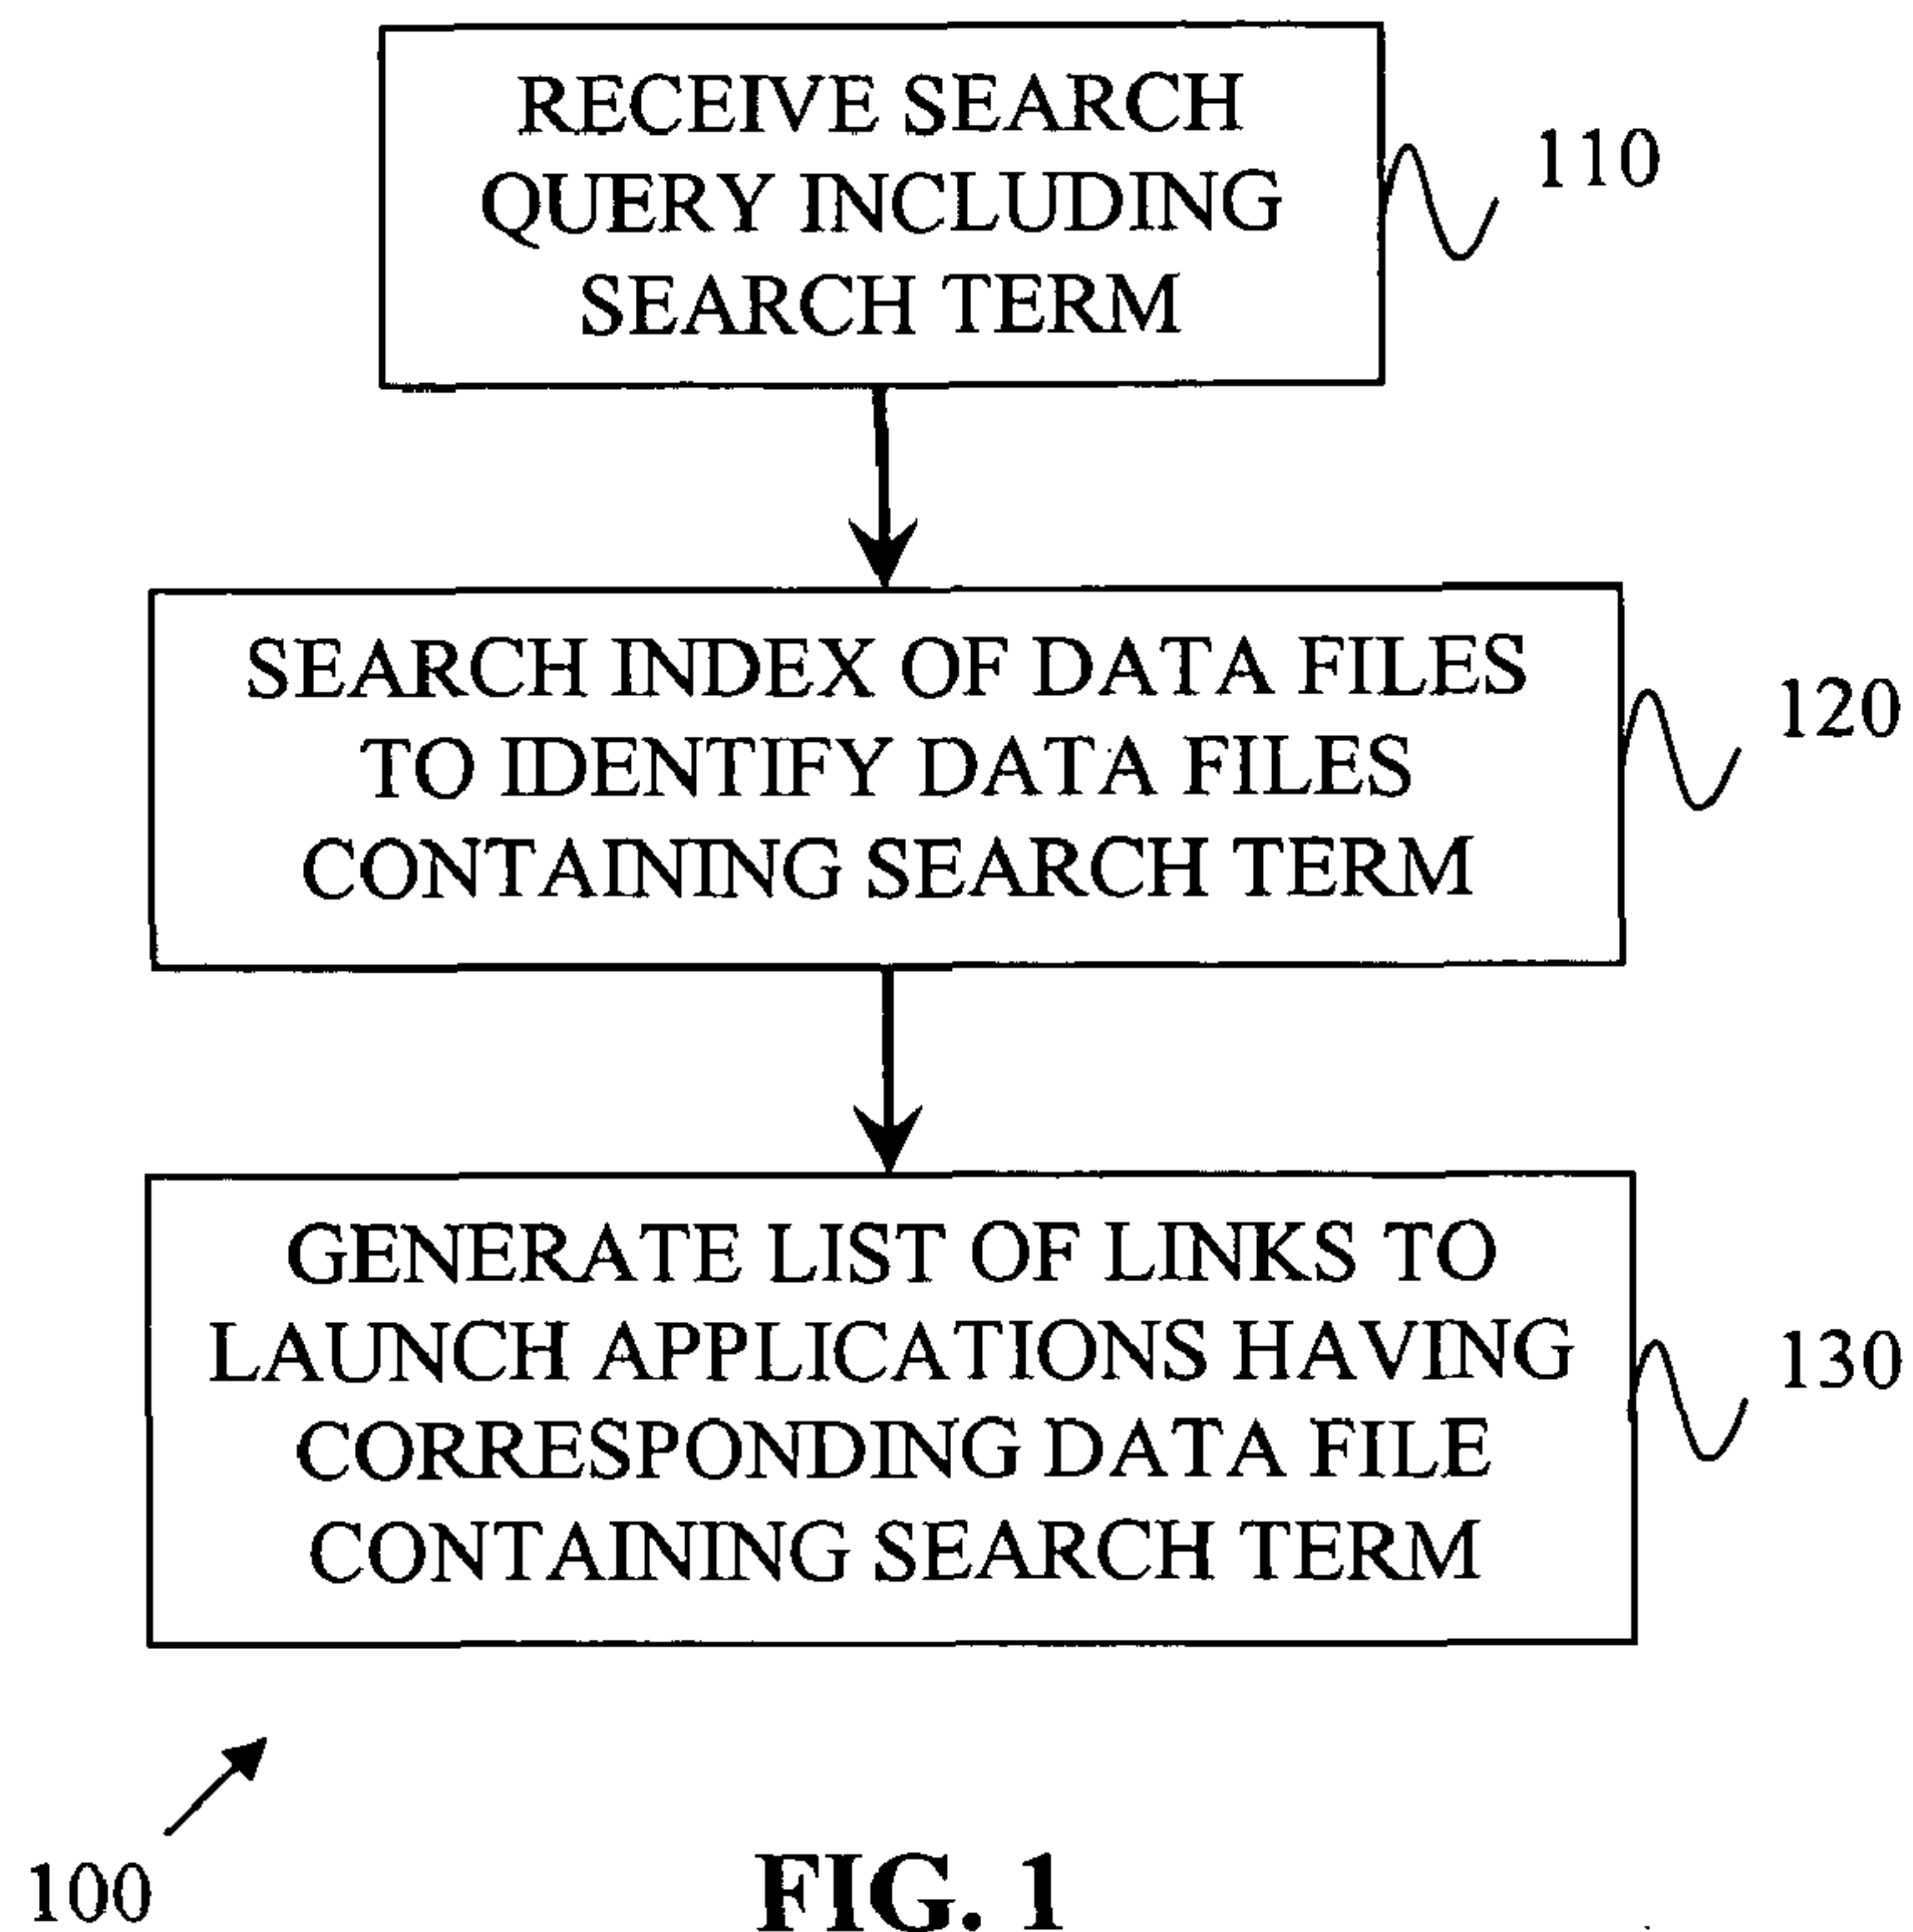 RECEIVE SEARCH
QUERY INCLUDING
SEARCH TERM
110
SEARCH INDEX OF DATA FILES
TO IDENTIFY DATA FILES
CONTAINING SEARCH TERM
120
GENERATE LIST OF LINKS TO
LAUNCH APPLICATIONS HAVING
CORRESPONDING DATA FILE
CONTAINING SEARCH TERM
130
100
FIG. 1